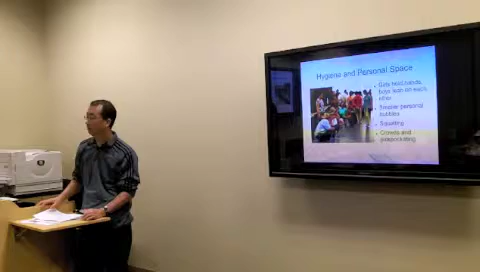 Hygiene and Personal Space
Girls hold hands,
boys lean on each
other
Smaller personal
bubbles
Squatting
Crowds and
pickpocketing